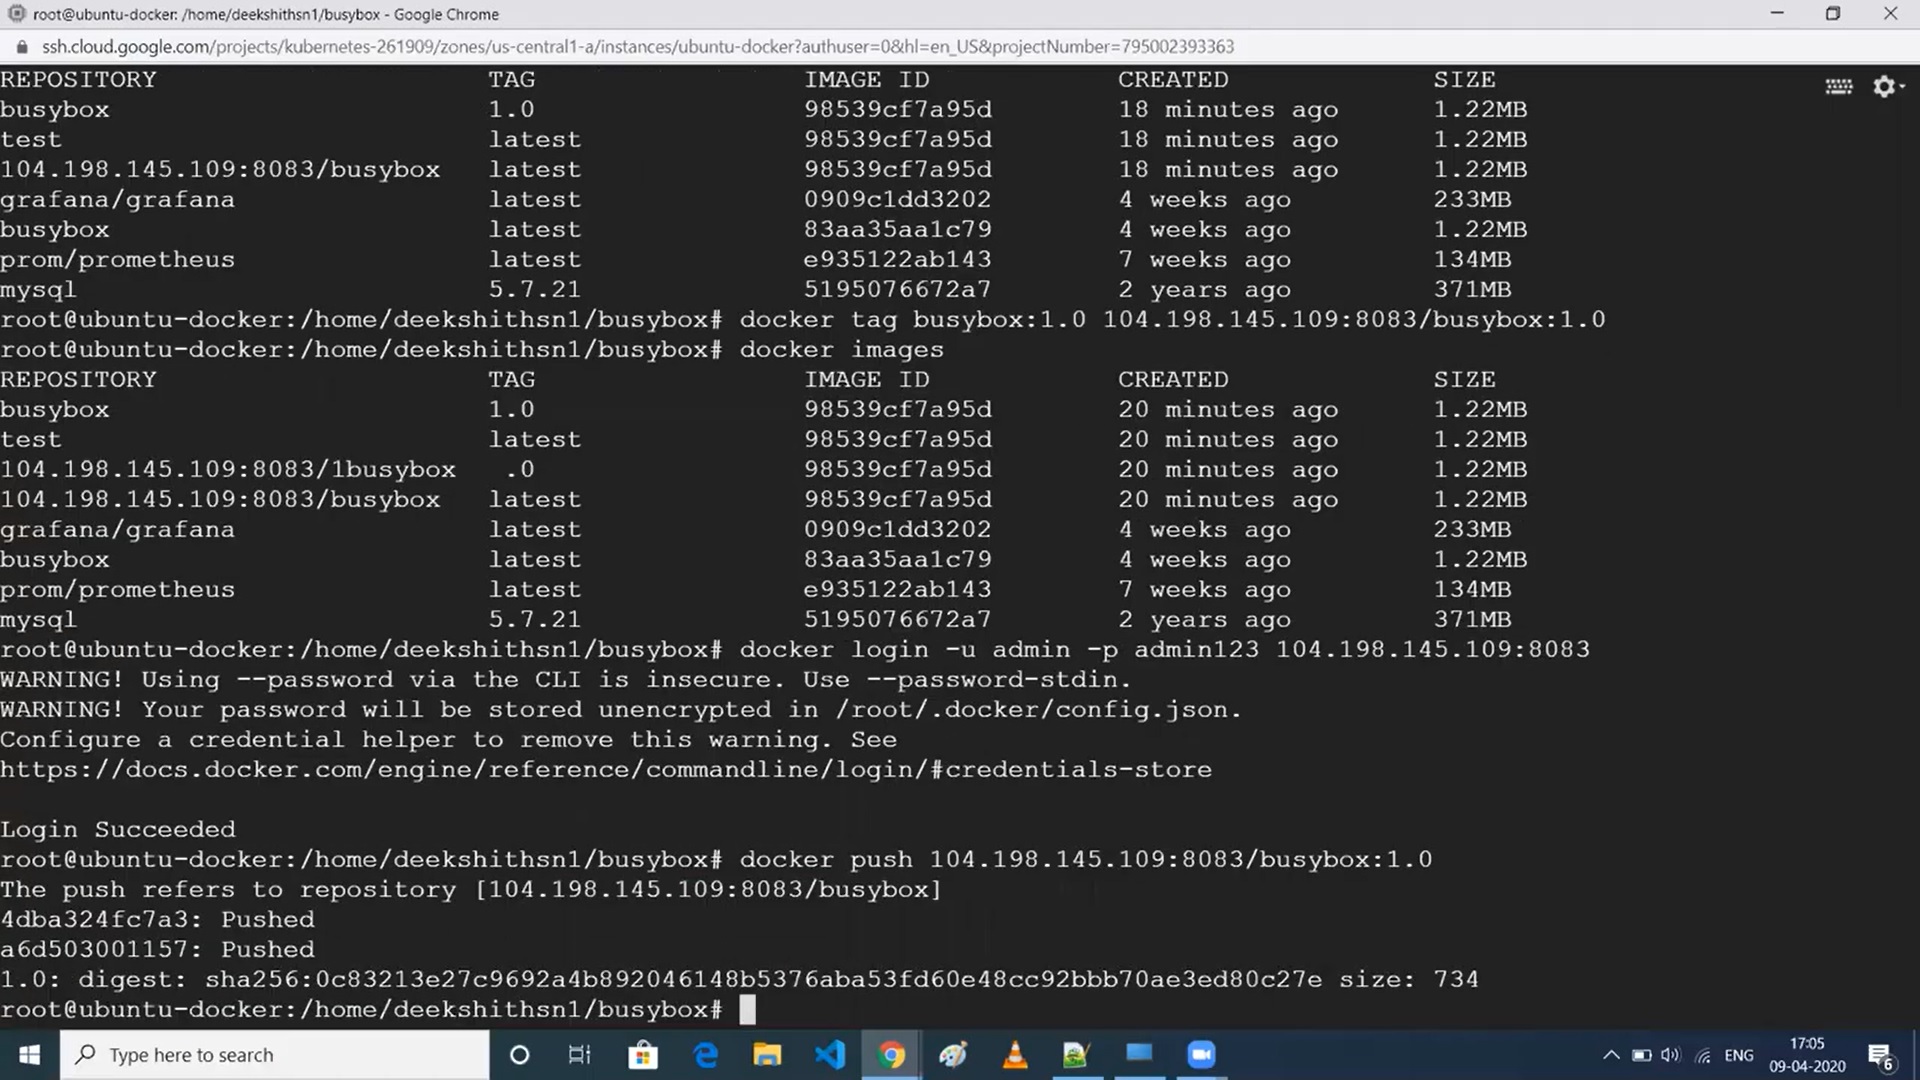 root@ubuntu-docker: /home/deekshithsn1/busybox - Google Chrome
ssh.cloud.google.com/projects/kubernetes-261909/zones/us-central1-a/instances/ubuntu-docker?authuser=0&hl=en_US&projectNumber=795002393363
REPOSITORY TAG IMAGE ID CREATED SIZE
busybox 1.0 98539cf7a95d 18 minutes ago 1.22MB
test latest 98539cf7a95d 18 minutes ago 1.22MB
104.198.145.109:8083/busybox latest 98539cf7a95d 18 minutes ago 1.22MB
grafana/grafana latest 0909c1dd3202 4 weeks ago 233MB
busybox latest 83aa35aa1c79 4 weeks ago 1.22MB
prom/prometheus latest e935122ab143 7 weeks ago 134MB
mysql 5.7.21 5195076672a7 2 years ago 371MB
root@ubuntu-docker:/home/deekshithsn1/busybox# docker tag busybox:1.0 104.198.145.109:8083/busybox:1.0
root@ubuntu-docker:/home/deekshithsn1/busybox# docker images
REPOSITORY TAG IMAGE ID CREATED SIZE
busybox 1.0 98539cf7a95d 20 minutes ago 1.22MB
test latest 98539cf7a95d 20 minutes ago 1.22MB
104.198.145.109:8083/1busybox .0 98539cf7a95d 20 minutes ago 1.22MB
104.198.145.109:8083/busybox latest 98539cf7a95d 20 minutes ago 1.22MB
grafana/grafana latest 0909c1dd3202 4 weeks ago 233MB
busybox latest 83aa35aa1c79 4 weeks ago 1.22MB
prom/prometheus latest e935122ab143 7 weeks ago 134MB
mysql 5.7.21 5195076672a7 2 years ago 371MB
root@ubuntu-docker:/home/deekshithsn1/busybox# docker login -u admin -p admin123 104.198.145.109:8083
WARNING! Using --password via the CLI is insecure. Use --password-stdin.
WARNING! Your password will be stored unencrypted in /root/.docker/config.json.
Configure a credential helper to remove this warning. See
https://docs.docker.com/engine/reference/commandline/login/#credentials-store
Login Succeeded
root@ubuntu-docker:/home/deekshithsn1/busybox# docker push 104.198.145.109:8083/busybox:1.0
The push refers to repository [104.198.145.109:8083/busybox]
4dba324fc7a3: Pushed
a6d503001157: Pushed
1.0: digest: sha256:0c83213e27c9692a4b892046148b5376aba53fd60e48cc92bbb70ae3ed80c27e size: 734
root@ubuntu-docker:/home/deekshithsn1/busybox#
Type here to search
ENG
17:05
09-04-2020
6